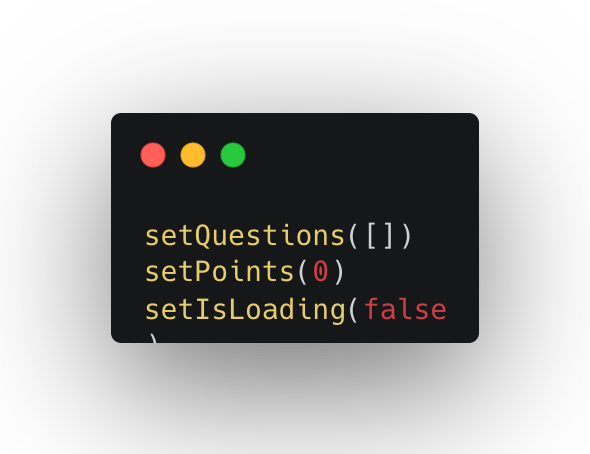 setQuestions([])
setPoints(0)
setIsLoading(false
)